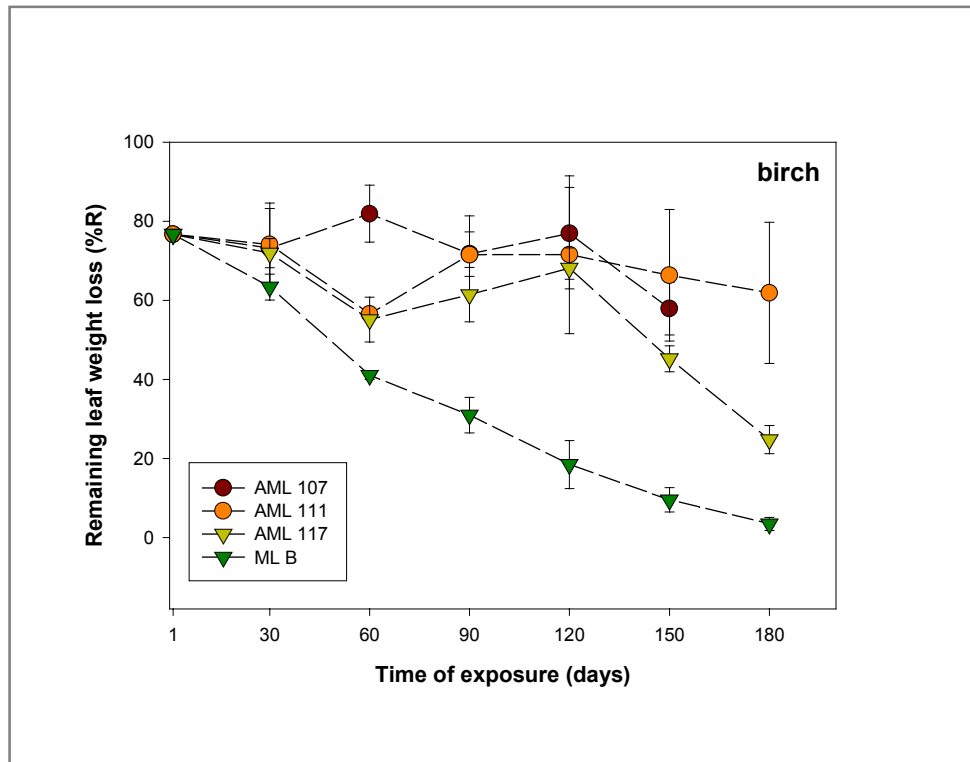 birch
Remaining leaf weight loss (%R)
100
80
60
40
20
0
AML 107
AML 111
AML 117
ML B
1 30 60 90 120 150 180
Time of exposure (days)